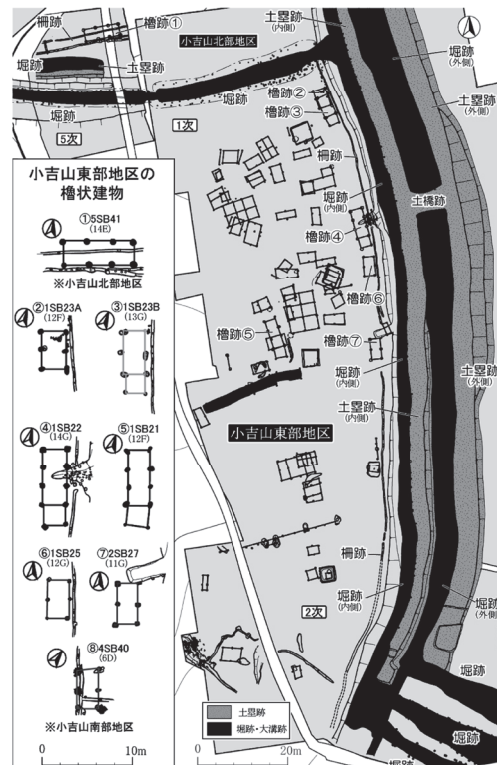 柵跡
櫓跡①
小吉山北部地区
土塁跡
(内側)
堀跡
(外側)
堀跡
土塁跡
土塁跡
(外側)
堀跡
堀跡
櫓跡②
櫓跡③
5次
1次
柵跡
堀跡
(内側)
土橋跡
櫓跡④
櫓跡⑥
櫓跡⑤
櫓跡⑦
堀跡
(内側)
土塁跡
(外側)
土塁跡
(内側)
小吉山東部地区
柵跡
堀跡
(内側)
堀跡
(外側)
2次
堀跡
堀跡
堀跡
小吉山東部地区の
櫓状建物
①5SB41
(14E)
※小吉山北部地区
②1SB23A
(12F)
③1SB23B
(13G)
④1SB22
(14G)
⑤1SB21
(12F)
⑥1SB25
(12G)
⑦2SB27
(11G)
⑧4SB40
(6D)
※小吉山南部地区
0 10m
土塁跡
堀跡・大溝跡
0 20m